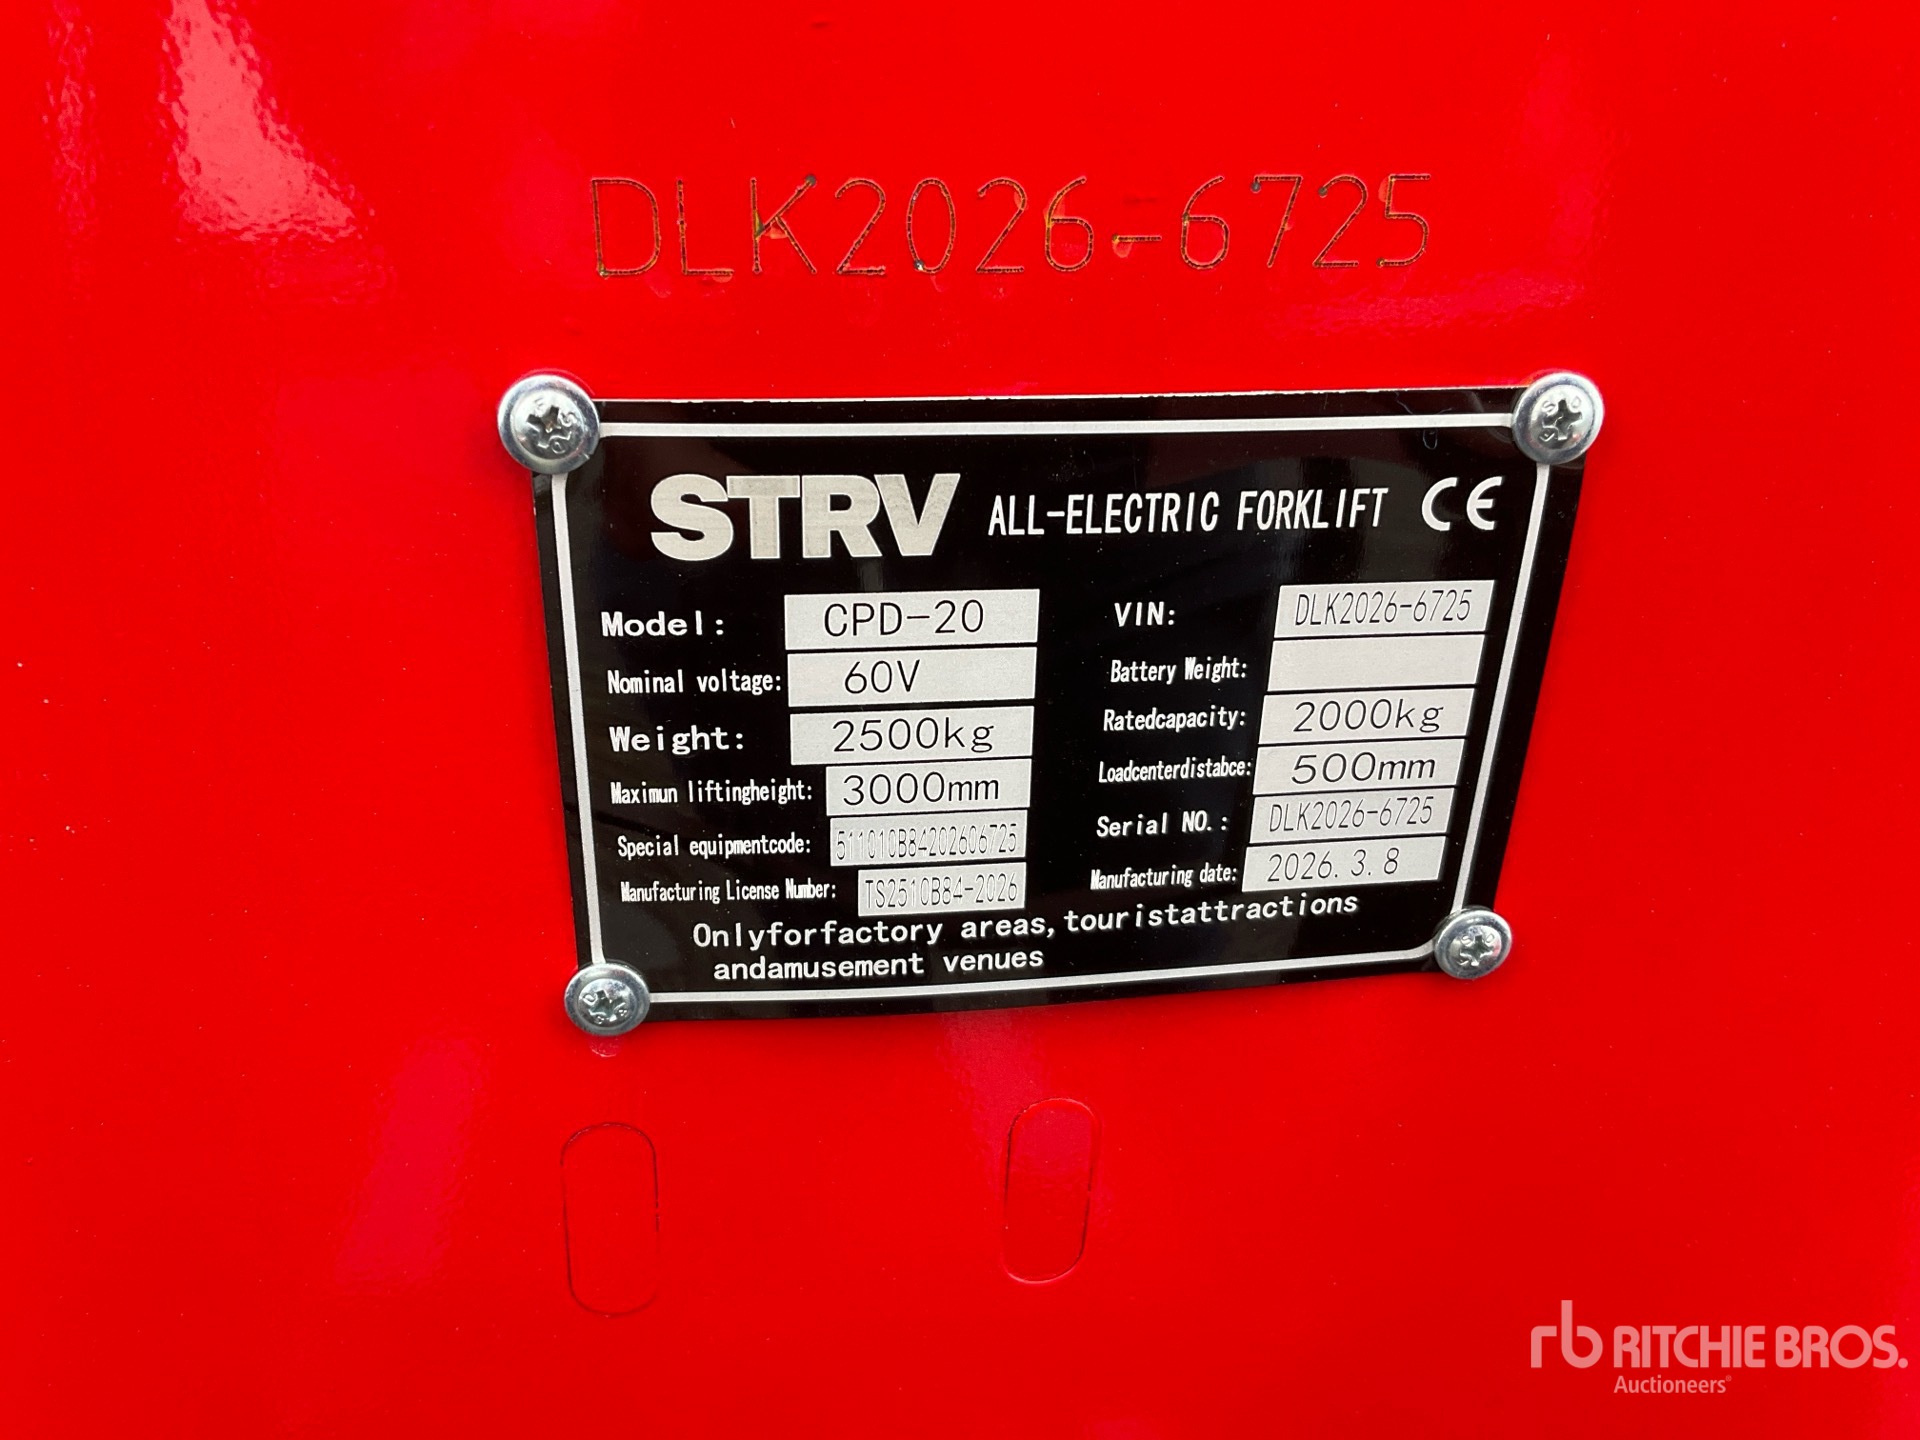 DLK2026-6725
STRV ALL-ELECTRIC FORKLIFT CE
Model: CPD-20 VIN: DLK2026-6725
Nominal voltage: 60V Battery Weight:
Weight: 2500kg Ratedcapacity: 2000kg
Maximun liftingheight: 3000mm Loadcenterdistabce: 500mm
Special equipmentcode: 511010B84202606725 Serial NO.: DLK2026-6725
Manufacturing License Number: TS2510B84-2026 Manufacturing date: 2026.3.8
Onlyforfactory areas,touristattractions
andamusement venues
rb RITCHIE BROS.
Auctioneers